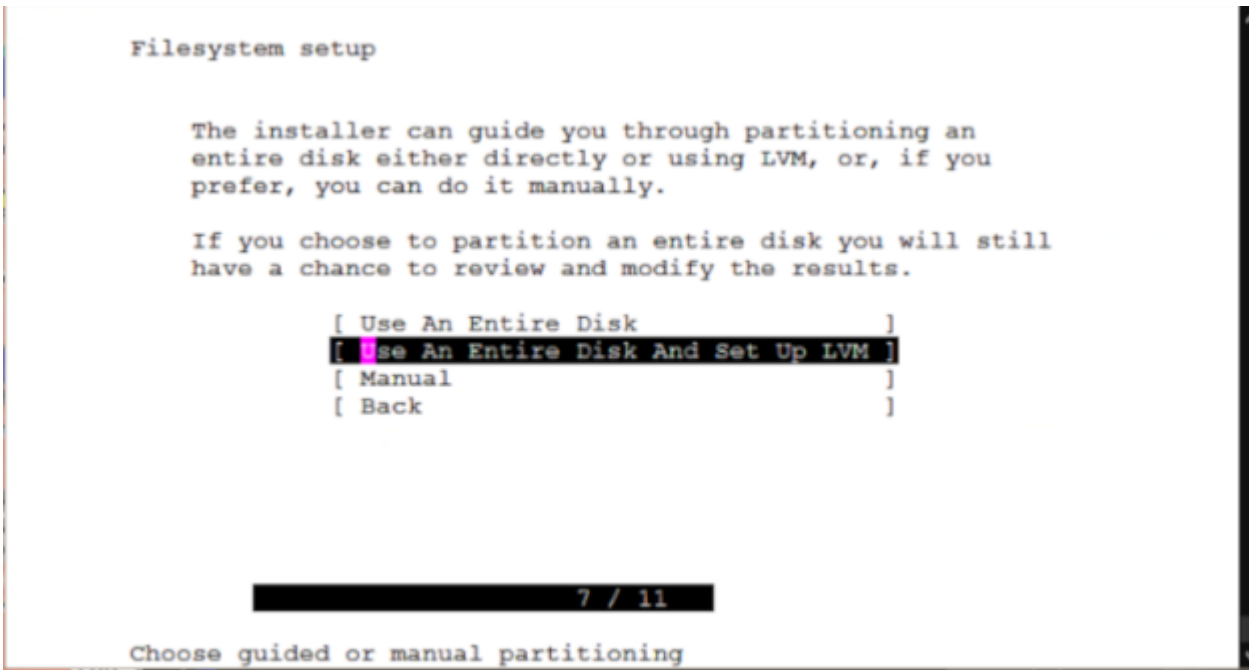 Filesystem setup
The installer can guide you through partitioning an
entire disk either directly or using LVM, or, if you
prefer, you can do it manually.
If you choose to partition an entire disk you will still
have a chance to review and modify the results.
[ Use An Entire Disk ]
[ Use An Entire Disk And Set Up LVM ]
[ Manual ]
[ Back ]
7 / 11
Choose guided or manual partitioning